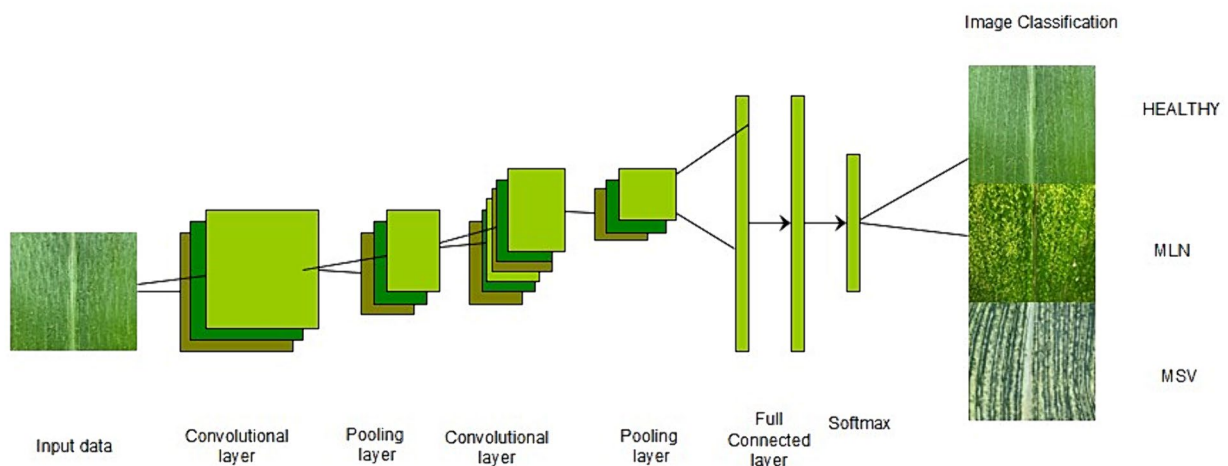 Image Classification
HEALTHY
MLN
MSV
Input data
Convolutional
layer
Pooling
layer
Convolutional
layer
Pooling
layer
Full
Connected
layer
Softmax